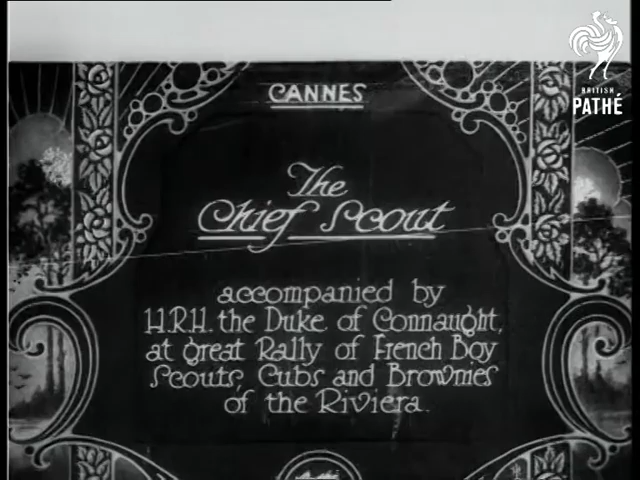 BRITISH
PATHÉ
CANNES
The
Chief Scout
accompanied by
H.R.H. the Duke of Connaught,
at great Rally of French Boy
Scouts, Cubs and Brownies
of the Riviera.